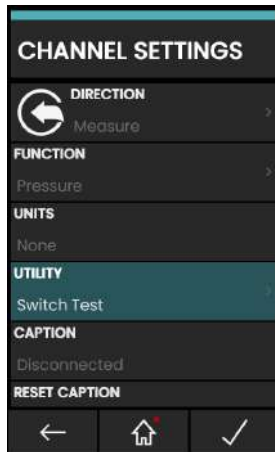 CHANNEL SETTINGS
DIRECTION
Measure
FUNCTION
Pressure
UNITS
None
UTILITY
Switch Test
CAPTION
Disconnected
RESET CAPTION